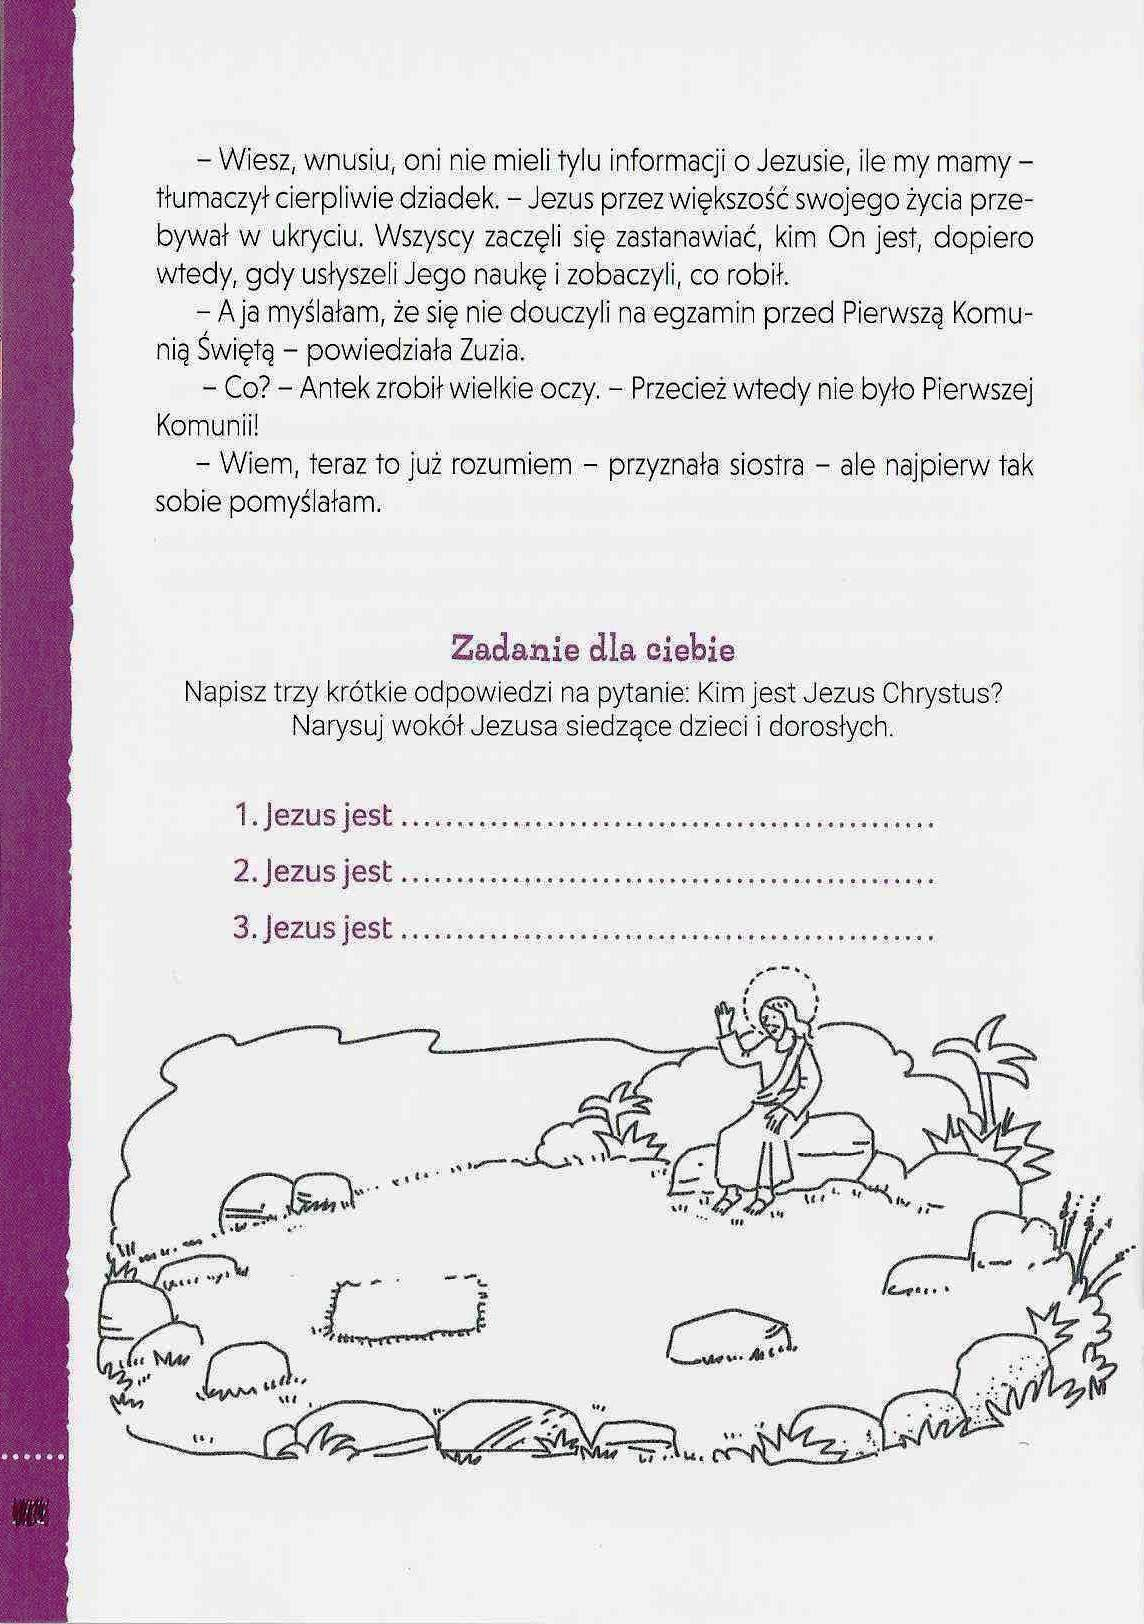 – Wiesz, wnusiu, oni nie mieli tylu informacji o Jezusie, ile my mamy –
tłumaczył cierpliwie dziadek. – Jezus przez większość swojego życia prze-
bywał w ukryciu. Wszyscy zaczęli się zastanawiać, kim On jest, dopiero
wtedy, gdy usłyszeli Jego naukę i zobaczyli, co robił.
– A ja myślałam, że się nie douczyli na egzamin przed Pierwszą Komu-
nią Świętą – powiedziała Zuzia.
– Co? – Antek zrobił wielkie oczy. – Przecież wtedy nie było Pierwszej
Komunii!
– Wiem, teraz to już rozumiem – przyznała siostra – ale najpierw tak
sobie pomyślałam.
Zadanie dla ciebie
Napisz trzy krótkie odpowiedzi na pytanie: Kim jest Jezus Chrystus?
Narysuj wokół Jezusa siedzące dzieci i dorosłych.
1. Jezus jest ................................................
2. Jezus jest ................................................
3. Jezus jest ................................................